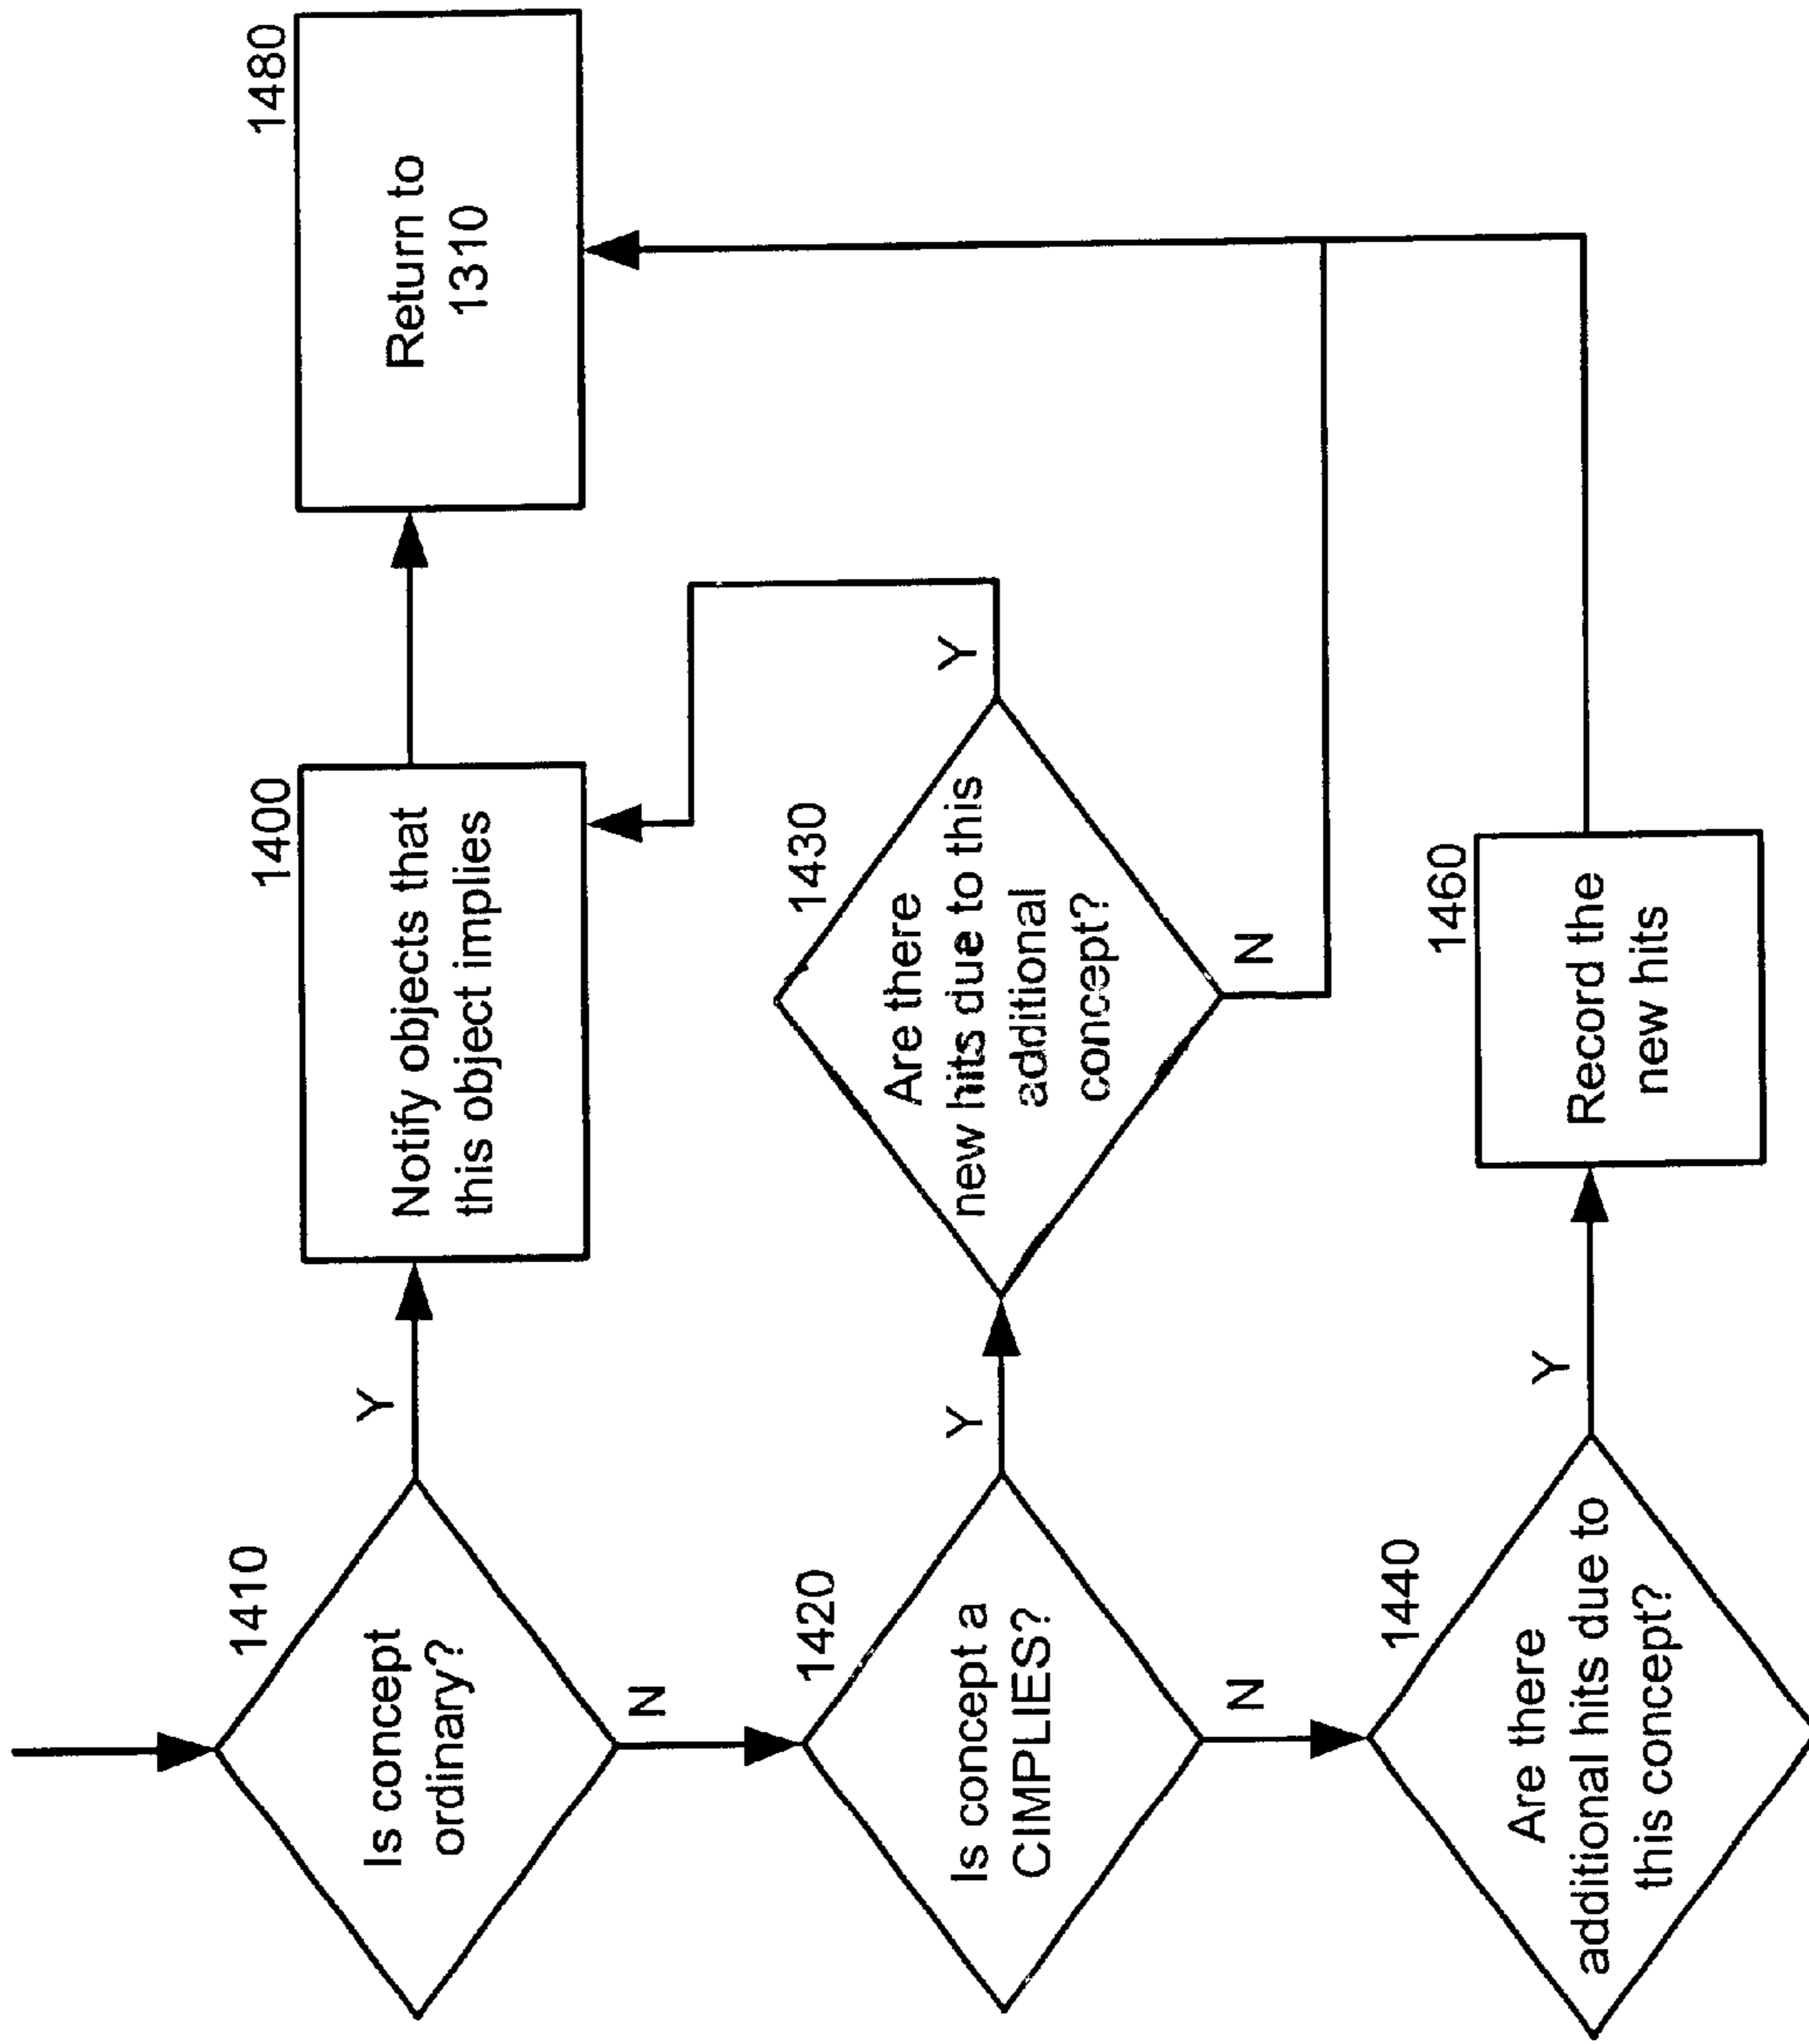 1410
Is concept
ordinary?
Y
N
1400
Notify objects that
this object implies
1480
Return to
1310
1420
Is concept a
CIMPLIES?
Y
N
1430
Are there
new hits due to this
additional
concept?
Y
N
1440
Are there
additional hits due to
this concept?
Y
1460
Record the
new hits